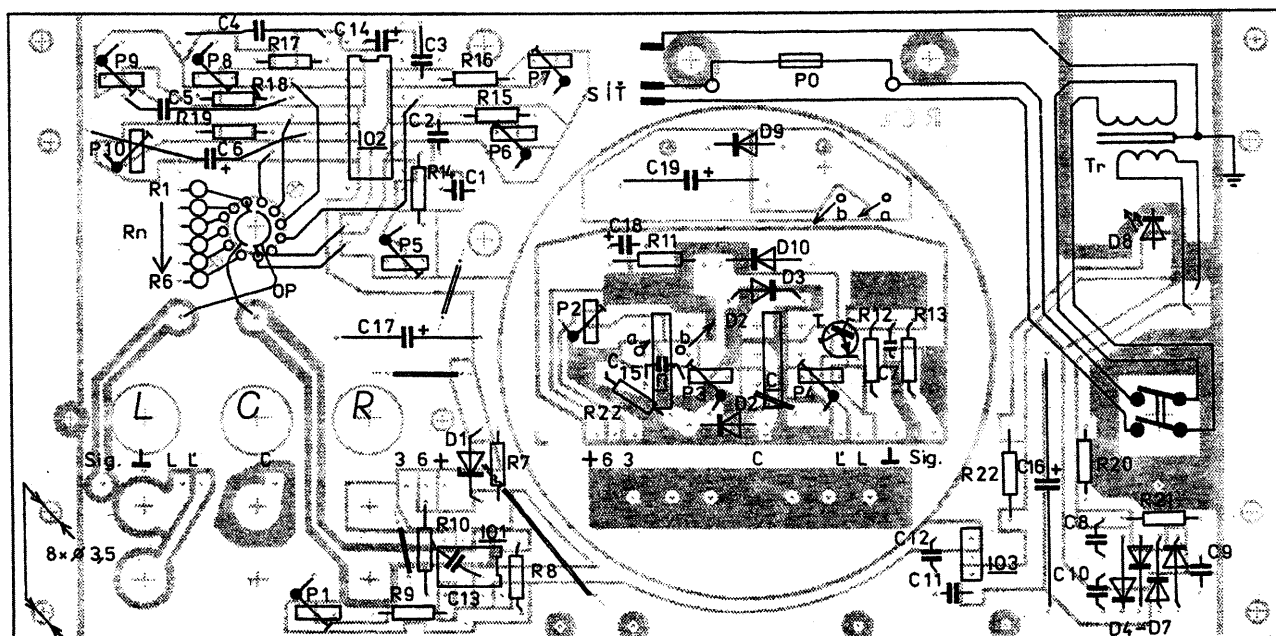 C4
C14
C3
P9
P8
R17
R16
P7
Síť
P0
R18
C5
R19
IO2
C2
R15
P6
D9
P10
C6
R14
C1
C19
Tr
R1
Rn
R6
P5
b
a
D8
C18
R11
D10
D3
OP
P2
D2
T
R12
R13
C17
a
b
C15
P3
C
P4
C7
R22
D2
L
C
R
D1
R7
Sig. ⊥ L L' C 3 6 +
+ 6 3 C L' L ⊥ Sig.
R22
C16
R20
R21
R10
IO1
C8
8× ø 3,5
C12
IO3
C9
C10
R8
C11
P1
R9
C13
D4-D7